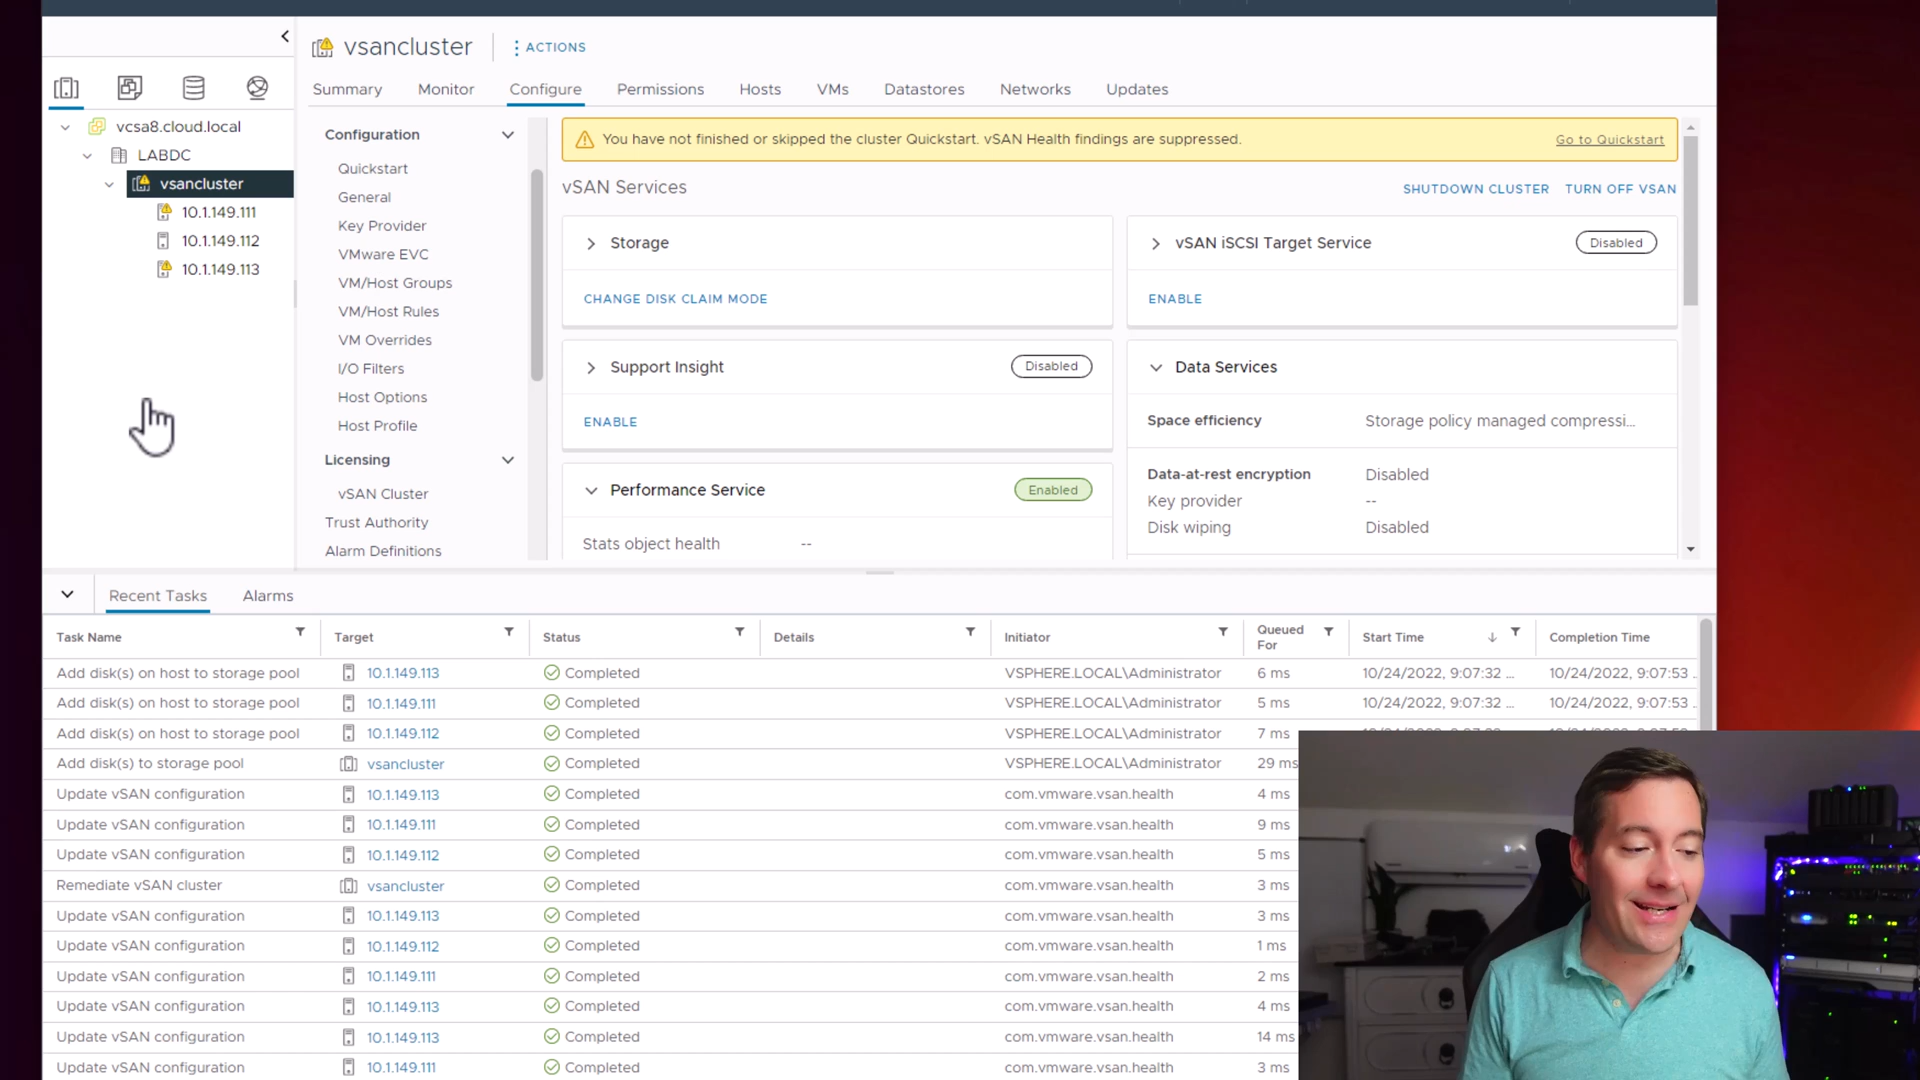 vsancluster
ACTIONS
Summary Monitor Configure Permissions Hosts VMs Datastores Networks Updates
vcsa8.cloud.local
LABDC
vsancluster
10.1.149.111
10.1.149.112
10.1.149.113
Configuration
Quickstart
General
Key Provider
VMware EVC
VM/Host Groups
VM/Host Rules
VM Overrides
I/O Filters
Host Options
Host Profile
Licensing
vSAN Cluster
Trust Authority
Alarm Definitions
You have not finished or skipped the cluster Quickstart. vSAN Health findings are suppressed. Go to Quickstart
vSAN Services SHUTDOWN CLUSTER TURN OFF VSAN
Storage
CHANGE DISK CLAIM MODE
vSAN iSCSI Target Service Disabled
ENABLE
Support Insight Disabled
ENABLE
Data Services
Space efficiency Storage policy managed compressi...
Data-at-rest encryption Disabled
Key provider --
Disk wiping Disabled
Performance Service Enabled
Stats object health --
Recent Tasks Alarms
Task Name Target Status Details Initiator Queued For Start Time Completion Time
Add disk(s) on host to storage pool 10.1.149.113 Completed VSPHERE.LOCAL\Administrator 6 ms 10/24/2022, 9:07:32 ... 10/24/2022, 9:07:53 ..
Add disk(s) on host to storage pool 10.1.149.111 Completed VSPHERE.LOCAL\Administrator 5 ms 10/24/2022, 9:07:32 ... 10/24/2022, 9:07:53 ..
Add disk(s) on host to storage pool 10.1.149.112 Completed VSPHERE.LOCAL\Administrator 7 ms
Add disk(s) to storage pool vsancluster Completed VSPHERE.LOCAL\Administrator 29 ms
Update vSAN configuration 10.1.149.113 Completed com.vmware.vsan.health 4 ms
Update vSAN configuration 10.1.149.111 Completed com.vmware.vsan.health 9 ms
Update vSAN configuration 10.1.149.112 Completed com.vmware.vsan.health 5 ms
Remediate vSAN cluster vsancluster Completed com.vmware.vsan.health 3 ms
Update vSAN configuration 10.1.149.113 Completed com.vmware.vsan.health 3 ms
Update vSAN configuration 10.1.149.112 Completed com.vmware.vsan.health 1 ms
Update vSAN configuration 10.1.149.111 Completed com.vmware.vsan.health 2 ms
Update vSAN configuration 10.1.149.113 Completed com.vmware.vsan.health 4 ms
Update vSAN configuration 10.1.149.113 Completed com.vmware.vsan.health 14 ms
Update vSAN configuration 10.1.149.111 Completed com.vmware.vsan.health 3 ms